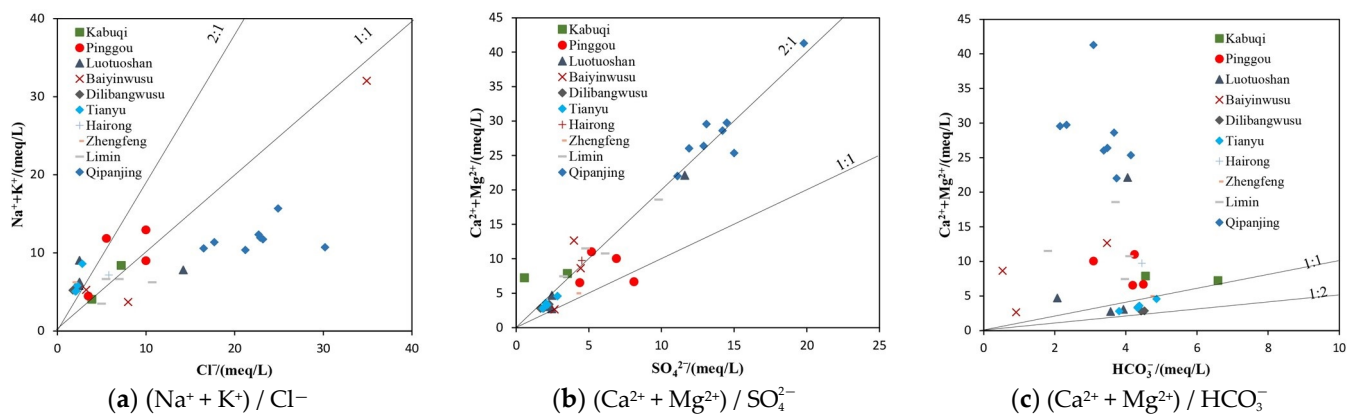 40
30
20
10
0
0
10
20
30
40
Na⁺+K⁺/(meq/L)
Cl⁻/(meq/L)
2:1
1:1
Kabuqi
Pinggou
Luotuoshan
Baiyinwusu
Dilibangwusu
Tianyu
Hairong
Zhengfeng
Limin
Qipanjing
(a) (Na⁺ + K⁺) / Cl−
45
40
35
30
25
20
15
10
5
0
0
5
10
15
20
25
Ca²⁺+Mg²⁺/(meq/L)
SO₄²⁻/(meq/L)
2:1
1:1
Kabuqi
Pinggou
Luotuoshan
Baiyinwusu
Dilibangwusu
Tianyu
Hairong
Zhengfeng
Limin
Qipanjing
(b) (Ca²⁺ + Mg²⁺) / SO₄²⁻
45
40
35
30
25
20
15
10
5
0
0
2
4
6
8
10
Ca²⁺+Mg²⁺/(meq/L)
HCO₃⁻/(meq/L)
1:1
1:2
Kabuqi
Pinggou
Luotuoshan
Baiyinwusu
Dilibangwusu
Tianyu
Hairong
Zhengfeng
Limin
Qipanjing
(c) (Ca²⁺ + Mg²⁺) / HCO₃⁻